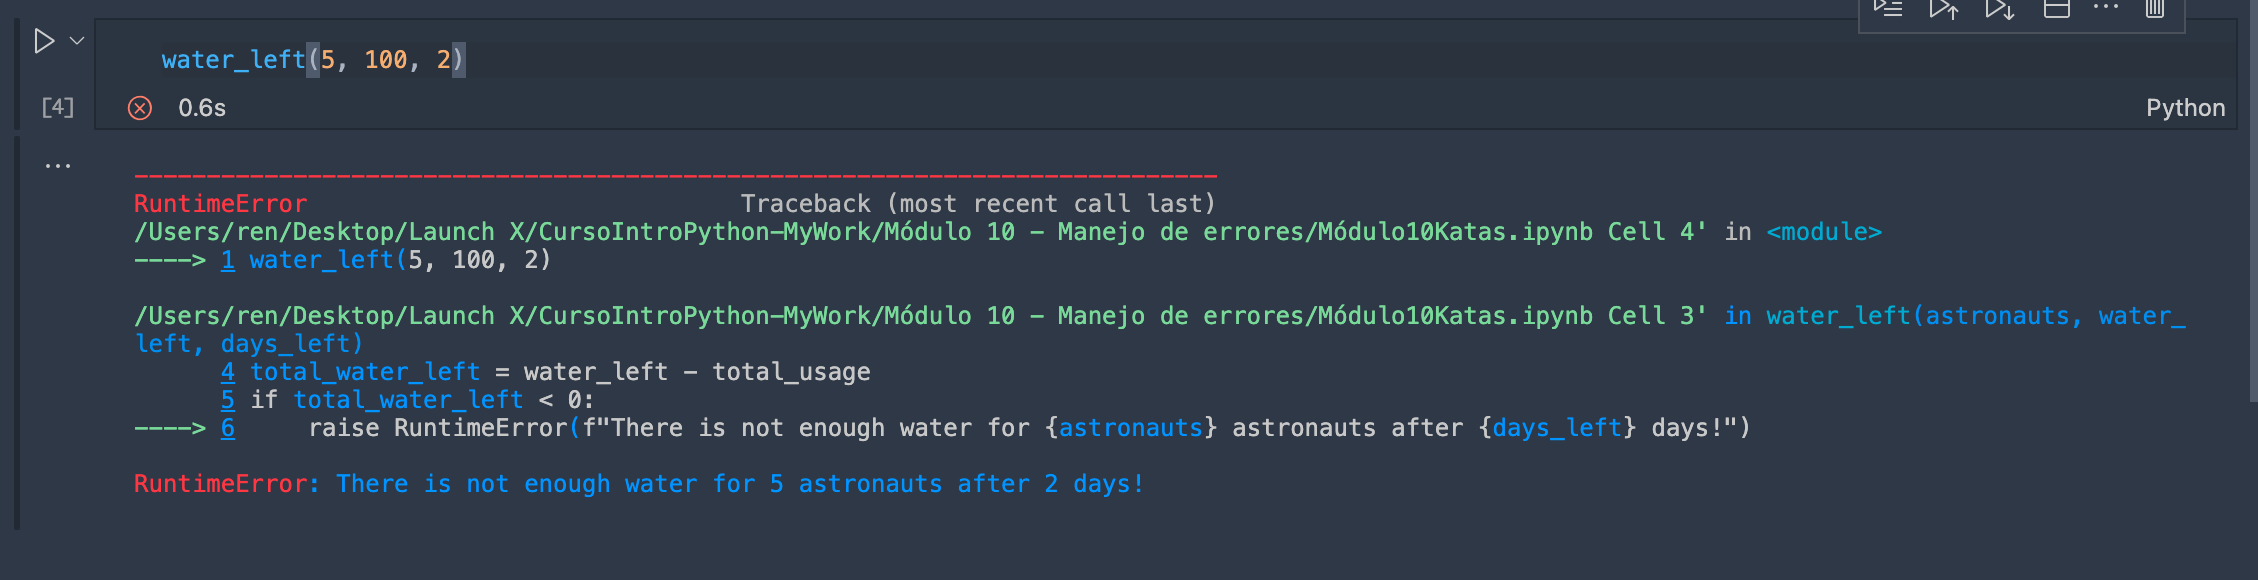 water_left(5, 100, 2)
[4]
0.6s
Python
...
---------------------------------------------------------------------------
RuntimeError                              Traceback (most recent call last)
/Users/ren/Desktop/Launch X/CursoIntroPython-MyWork/Módulo 10 - Manejo de errores/Módulo10Katas.ipynb Cell 4' in <module>
----> 1 water_left(5, 100, 2)
/Users/ren/Desktop/Launch X/CursoIntroPython-MyWork/Módulo 10 - Manejo de errores/Módulo10Katas.ipynb Cell 3' in water_left(astronauts, water_
left, days_left)
      4 total_water_left = water_left - total_usage
      5 if total_water_left < 0:
----> 6     raise RuntimeError(f"There is not enough water for {astronauts} astronauts after {days_left} days!")
RuntimeError: There is not enough water for 5 astronauts after 2 days!